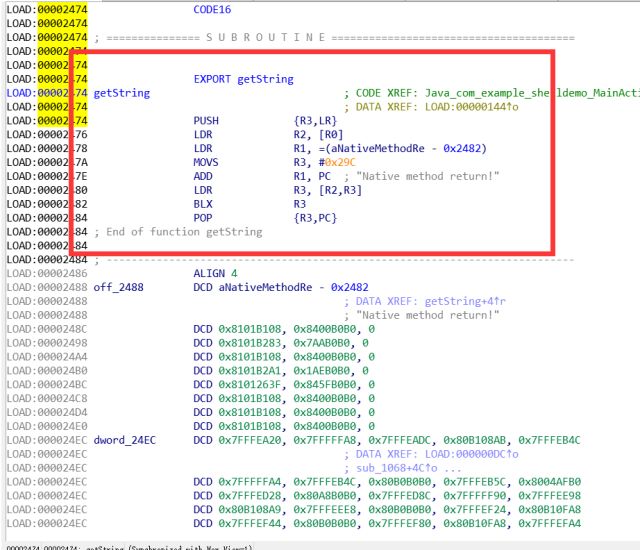 LOAD:00002474 CODE16
LOAD:00002474
LOAD:00002474 ; =============== S U B R O U T I N E =======================================
LOAD:00002474
LOAD:00002474
LOAD:00002474 EXPORT getString
LOAD:00002474 getString ; CODE XREF: Java_com_example_shelldemo_MainActi
LOAD:00002474 ; DATA XREF: LOAD:00000144↑o
LOAD:00002474 PUSH {R3,LR}
LOAD:00002476 LDR R2, [R0]
LOAD:00002478 LDR R1, =(aNativeMethodRe - 0x2482)
LOAD:0000247A MOVS R3, #0x29C
LOAD:0000247E ADD R1, PC ; "Native method return!"
LOAD:00002480 LDR R3, [R2,R3]
LOAD:00002482 BLX R3
LOAD:00002484 POP {R3,PC}
LOAD:00002484 ; End of function getString
LOAD:00002484
LOAD:00002484 ; ---------------------------------------------------------------------------
LOAD:00002486 ALIGN 4
LOAD:00002488 off_2488 DCD aNativeMethodRe - 0x2482
LOAD:00002488 ; DATA XREF: getString+4↑r
LOAD:00002488 ; "Native method return!"
LOAD:0000248C DCD 0x8101B108, 0x8400B0B0, 0
LOAD:00002498 DCD 0x8101B283, 0x7AAB0B0, 0
LOAD:000024A4 DCD 0x8101B108, 0x8400B0B0, 0
LOAD:000024B0 DCD 0x8101B2A1, 0x1AEB0B0, 0
LOAD:000024BC DCD 0x8101263F, 0x845FB0B0, 0
LOAD:000024C8 DCD 0x8101B108, 0x8400B0B0, 0
LOAD:000024D4 DCD 0x8101B108, 0x8400B0B0, 0
LOAD:000024E0 DCD 0x8101B108, 0x8400B0B0, 0
LOAD:000024EC dword_24EC DCD 0x7FFFEA20, 0x7FFFFFA8, 0x7FFFEADC, 0x80B108AB, 0x7FFFEB4C
LOAD:000024EC ; DATA XREF: LOAD:000000DC↑o
LOAD:000024EC ; sub_1068+4C↑o ...
LOAD:000024EC DCD 0x7FFFFFA4, 0x7FFFEB4C, 0x80B0B0B0, 0x7FFFEB5C, 0x8004AFB0
LOAD:000024EC DCD 0x7FFFED28, 0x80A8B0B0, 0x7FFFED8C, 0x7FFFFF90, 0x7FFFEE98
LOAD:000024EC DCD 0x80B108A9, 0x7FFFEEE8, 0x80B0B0B0, 0x7FFFEF24, 0x80B10FA8
LOAD:000024EC DCD 0x7FFFEF44, 0x80B0B0B0, 0x7FFFEF80, 0x80B10FA8, 0x7FFFEFA4